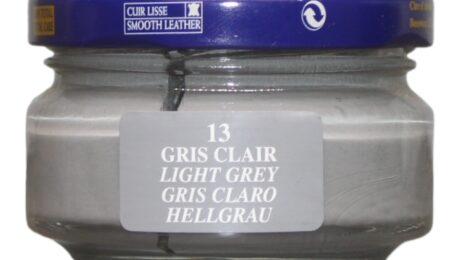 CUIR LISSE
SMOOTH LEATHER
13
GRIS CLAIR
LIGHT GREY
GRIS CLARO
HELLGRAU